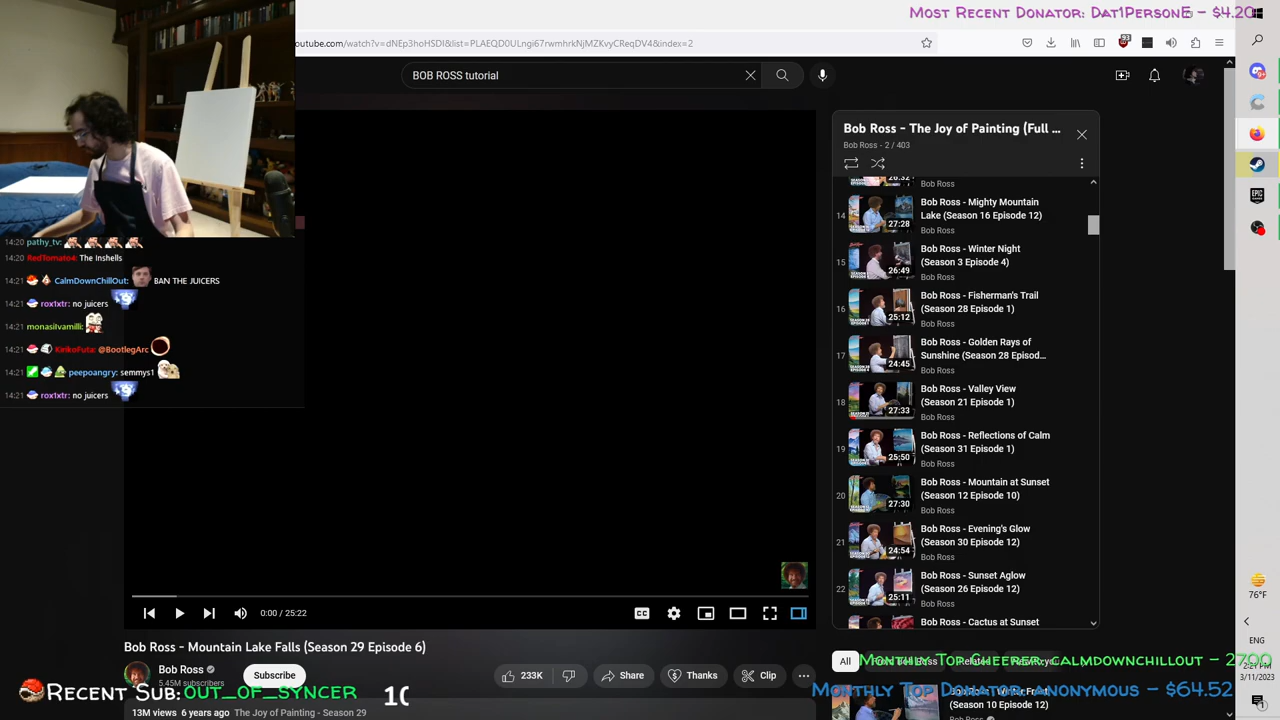 Most Recent Donator: Dat1PersonE - $4.20
outube.com/watch?v=dNEp3hoHSUI&list=PLAEQD0ULngi67rwmhrkNjMZKvyCReqDV4&index=2
BOB ROSS tutorial
Bob Ross - The Joy of Painting (Full ...
Bob Ross - 2 / 403
26:32
Bob Ross
14
27:28
Bob Ross - Mighty Mountain
Lake (Season 16 Episode 12)
Bob Ross
15
26:49
Bob Ross - Winter Night
(Season 3 Episode 4)
Bob Ross
16
25:12
Bob Ross - Fisherman's Trail
(Season 28 Episode 1)
Bob Ross
17
24:45
Bob Ross - Golden Rays of
Sunshine (Season 28 Episod...
Bob Ross
18
27:33
Bob Ross - Valley View
(Season 21 Episode 1)
Bob Ross
19
25:50
Bob Ross - Reflections of Calm
(Season 31 Episode 1)
Bob Ross
20
27:30
Bob Ross - Mountain at Sunset
(Season 12 Episode 10)
Bob Ross
21
24:54
Bob Ross - Evening's Glow
(Season 30 Episode 12)
Bob Ross
22
25:11
Bob Ross - Sunset Aglow
(Season 26 Episode 12)
Bob Ross
Bob Ross - Cactus at Sunset
14:20 pathy_tv:
14:20 RedTomato4: The Inshells
14:21 CalmDownChillOut: BAN THE JUICERS
14:21 rox1xtr: no juicers
14:21 monasilvamilli:
14:21 KirikoFuta: @BootlegArc
14:21 peepoangry: semmys1
14:21 rox1xtr: no juicers
0:00 / 25:22
CC
Bob Ross - Mountain Lake Falls (Season 29 Episode 6)
Bob Ross
5.45M subscribers
Subscribe
233K
Share
Thanks
Clip
...
13M views 6 years ago The Joy of Painting - Season 29
Recent Sub: out_of_syncer
10
All
Monthly Top Cheerer: calmdownchillout - 2700
Monthly Top Donator: anonymous - $64.52
(Season 10 Episode 12)
Bob Ross
93
76°F
ENG
3/11/2023